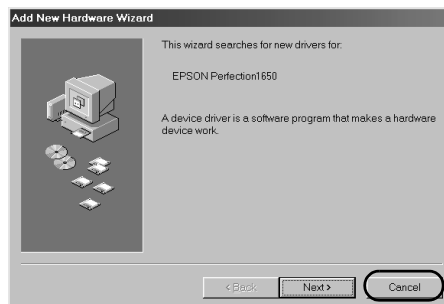 Add New Hardware Wizard
This wizard searches for new drivers for:
EPSON Perfection1650
A device driver is a software program that makes a hardware
device work.
< Back
Next >
Cancel